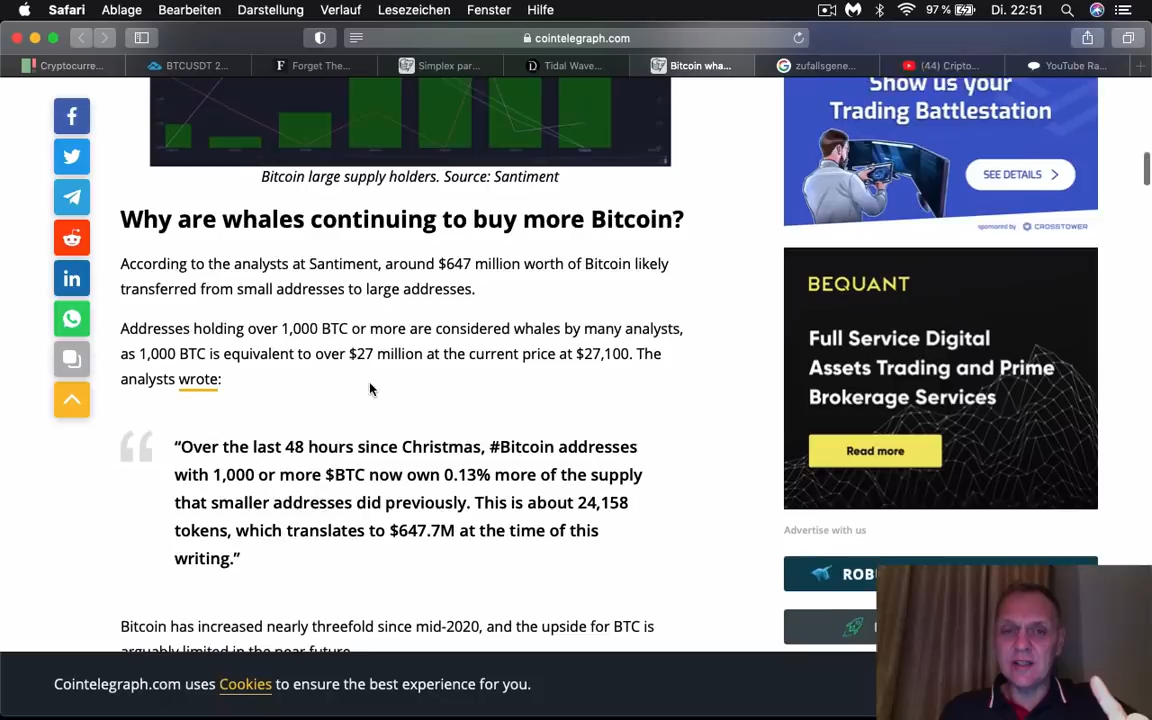 Safari Ablage Bearbeiten Darstellung Verlauf Lesezeichen Fenster Hilfe 97 % Di. 22:51
cointelegraph.com
Cryptocurre... BTCUSDT 2... Forget The... Simplex par... Tidal Wave... Bitcoin wha... zufallsgene... (44) Cripto... YouTube Ra...
Show us your
Trading Battlestation
SEE DETAILS
sponsored by CROSSTOWER
Bitcoin large supply holders. Source: Santiment
Why are whales continuing to buy more Bitcoin?
According to the analysts at Santiment, around $647 million worth of Bitcoin likely
transferred from small addresses to large addresses.
Addresses holding over 1,000 BTC or more are considered whales by many analysts,
as 1,000 BTC is equivalent to over $27 million at the current price at $27,100. The
analysts wrote:
“Over the last 48 hours since Christmas, #Bitcoin addresses
with 1,000 or more $BTC now own 0.13% more of the supply
that smaller addresses did previously. This is about 24,158
tokens, which translates to $647.7M at the time of this
writing.”
Bitcoin has increased nearly threefold since mid-2020, and the upside for BTC is
arguably limited in the near future.
BEQUANT
Full Service Digital
Assets Trading and Prime
Brokerage Services
Read more
Advertise with us
Cointelegraph.com uses Cookies to ensure the best experience for you.